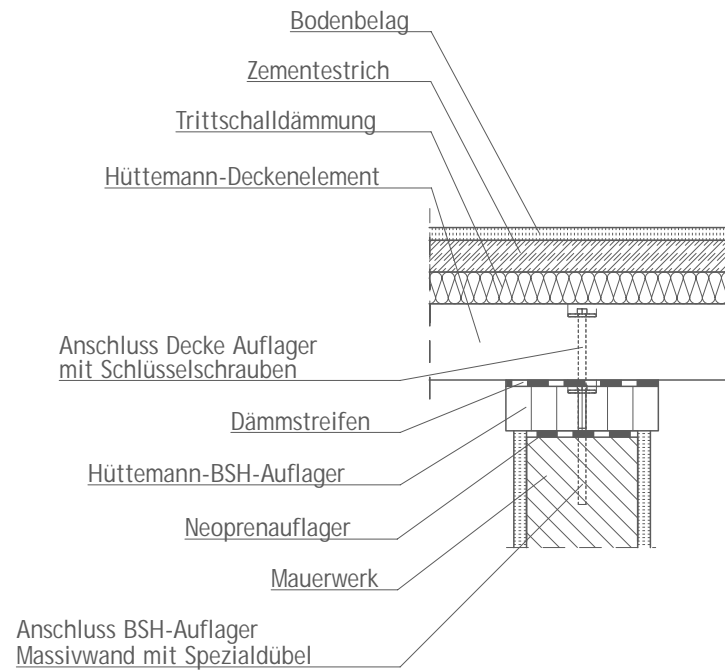 Bodenbelag
Zementestrich
Trittschalldämmung
Hüttemann-Deckenelement
Anschluss Decke Auflager
mit Schlüsselschrauben
Dämmstreifen
Hüttemann-BSH-Auflager
Neoprenauflager
Mauerwerk
Anschluss BSH-Auflager
Massivwand mit Spezialdübel